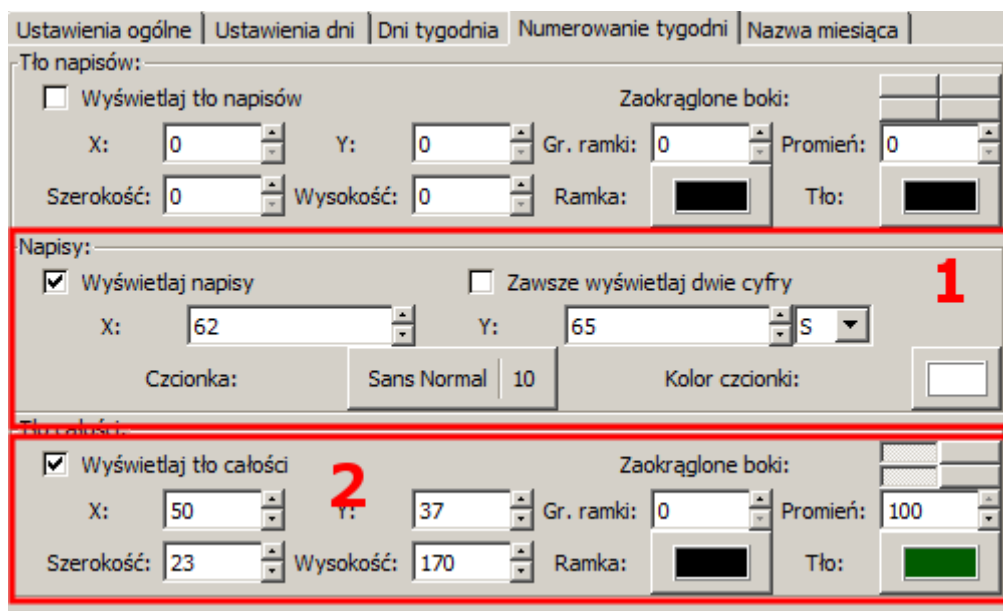 Ustawienia ogólne Ustawienia dni Dni tygodnia Numerowanie tygodni Nazwa miesiąca
Tło napisów:
Wyświetlaj tło napisów Zaokrąglone boki:
X: 0 Y: 0 Gr. ramki: 0 Promień: 0
Szerokość: 0 Wysokość: 0 Ramka: Tło:
Napisy:
Wyświetlaj napisy Zawsze wyświetlaj dwie cyfry 1
X: 62 Y: 65 S
Czcionka: Sans Normal 10 Kolor czcionki:
Tło całości:
Wyświetlaj tło całości 2 Zaokrąglone boki:
X: 50 Y: 37 Gr. ramki: 0 Promień: 100
Szerokość: 23 Wysokość: 170 Ramka: Tło: